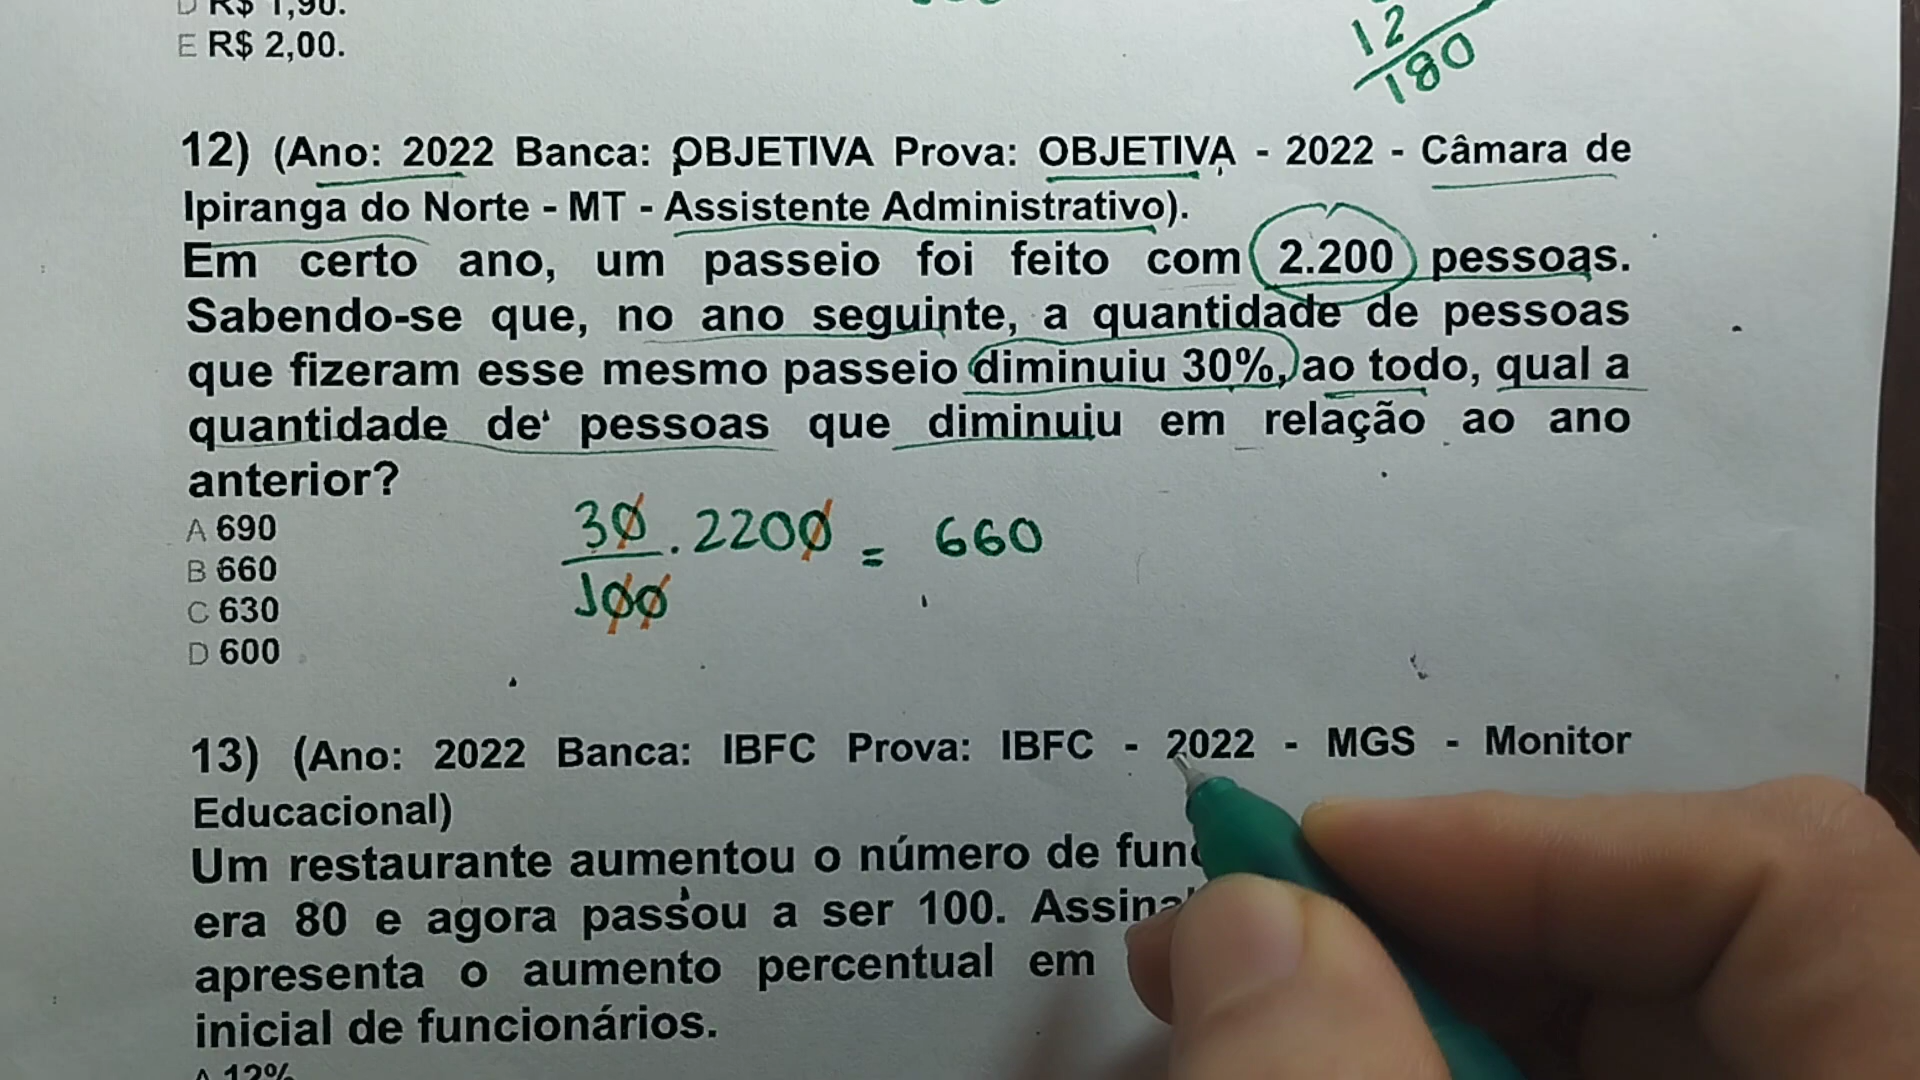 D R$ 1,90.
E R$ 2,00.
12
180
12) (Ano: 2022 Banca: OBJETIVA Prova: OBJETIVA - 2022 - Câmara de
Ipiranga do Norte - MT - Assistente Administrativo).
Em certo ano, um passeio foi feito com 2.200 pessoas.
Sabendo-se que, no ano seguinte, a quantidade de pessoas
que fizeram esse mesmo passeio diminuiu 30%, ao todo, qual a
quantidade de pessoas que diminuiu em relação ao ano
anterior?
A 690
B 660
C 630
D 600
30 . 2200 = 660
100
13) (Ano: 2022 Banca: IBFC Prova: IBFC - 2022 - MGS - Monitor
Educacional)
Um restaurante aumentou o número de
era 80 e agora passou a ser 100.
apresenta o aumento percentual em
inicial de funcionários.
A 12%